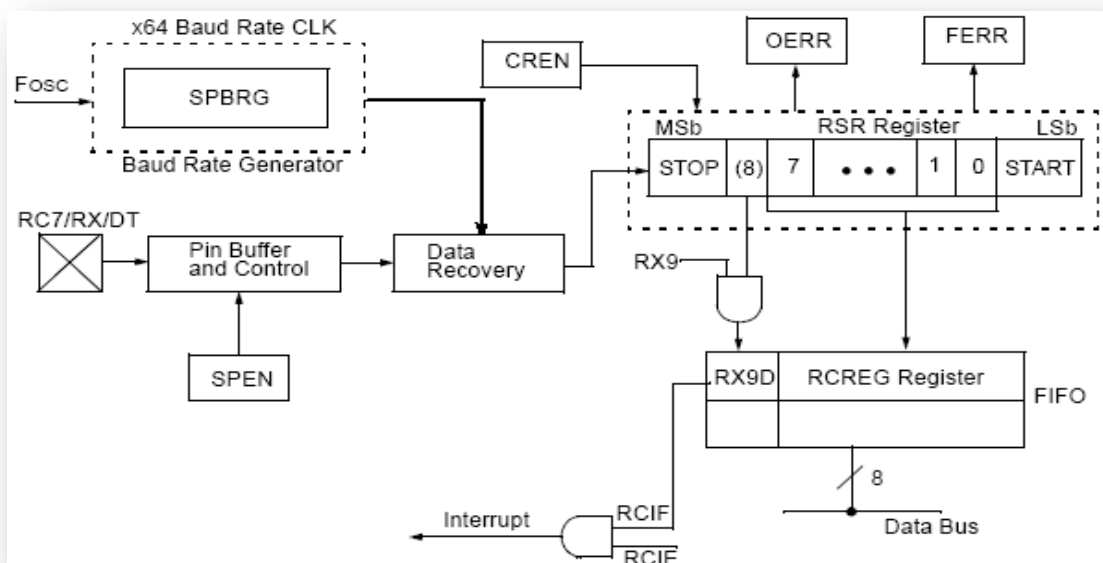 x64 Baud Rate CLK
Fosc
SPBRG
Baud Rate Generator
CREN
OERR
FERR
MSb
RSR Register
LSb
STOP
(8)
7
• • •
1
0
START
RC7/RX/DT
Pin Buffer
and Control
Data
Recovery
SPEN
RX9
RX9D
RCREG Register
FIFO
8
Data Bus
Interrupt
RCIF
RCIE